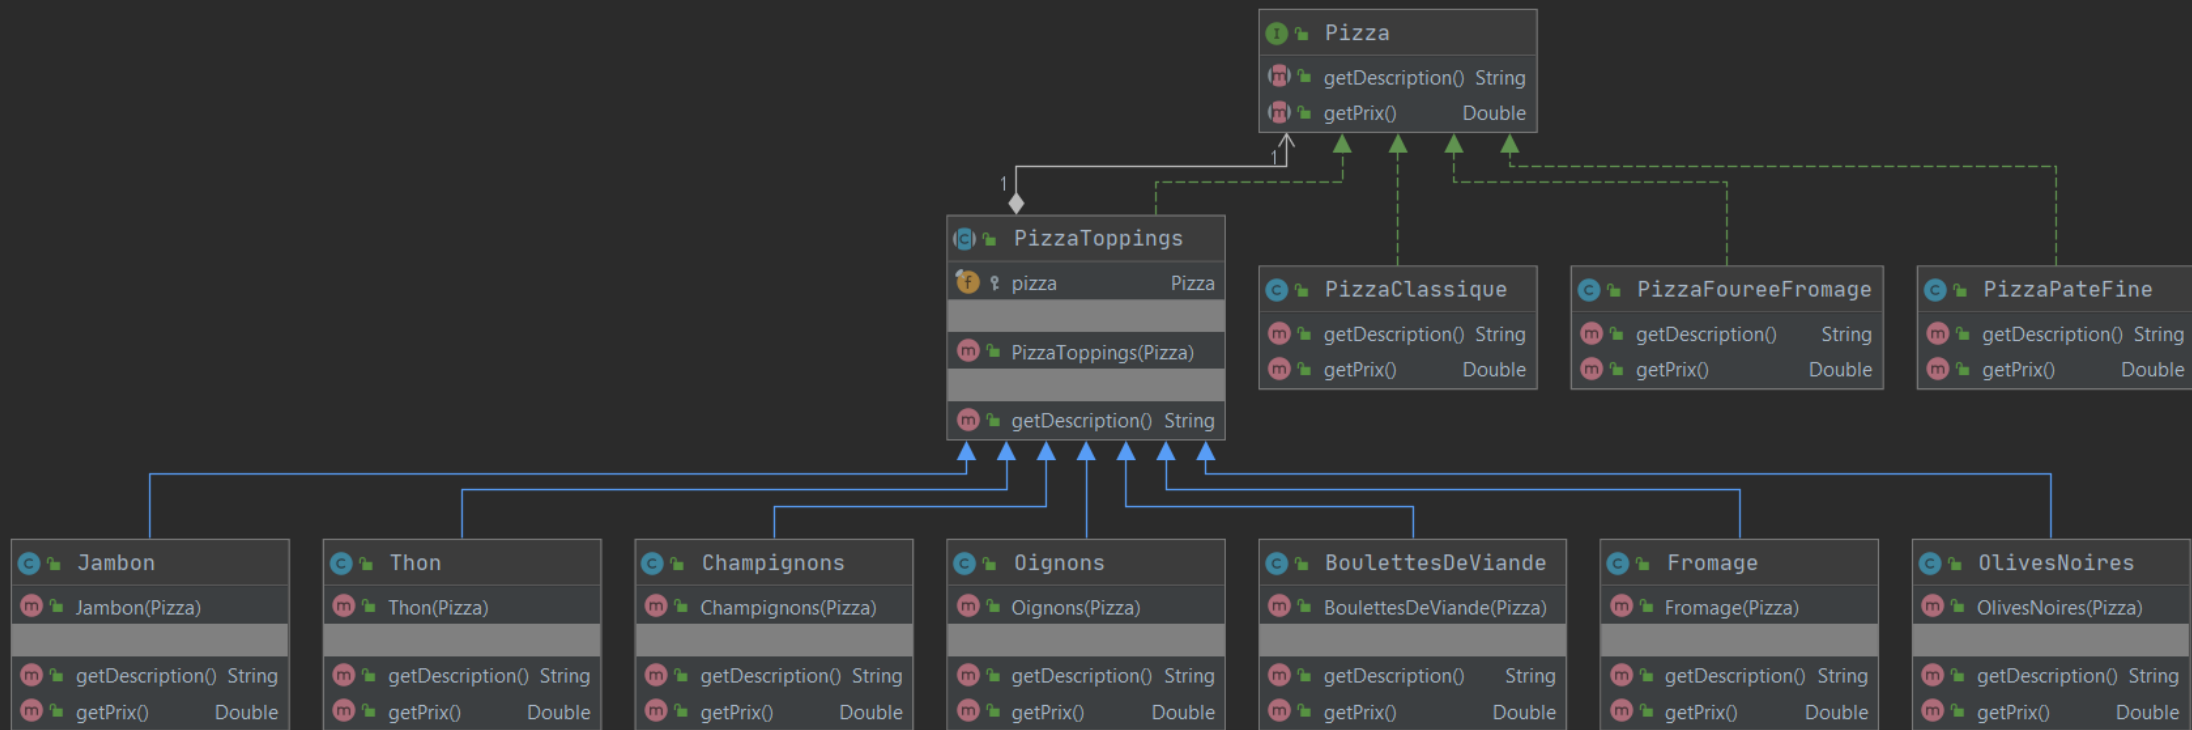 Pizza
getDescription() String
getPrix() Double
1
1
PizzaToppings
pizza Pizza
PizzaToppings(Pizza)
getDescription() String
PizzaClassique
getDescription() String
getPrix() Double
PizzaFoureeFromage
getDescription() String
getPrix() Double
PizzaPateFine
getDescription() String
getPrix() Double
Jambon
Jambon(Pizza)
getDescription() String
getPrix() Double
Thon
Thon(Pizza)
getDescription() String
getPrix() Double
Champignons
Champignons(Pizza)
getDescription() String
getPrix() Double
Oignons
Oignons(Pizza)
getDescription() String
getPrix() Double
BoulettesDeViande
BoulettesDeViande(Pizza)
getDescription() String
getPrix() Double
Fromage
Fromage(Pizza)
getDescription() String
getPrix() Double
OlivesNoires
OlivesNoires(Pizza)
getDescription() String
getPrix() Double